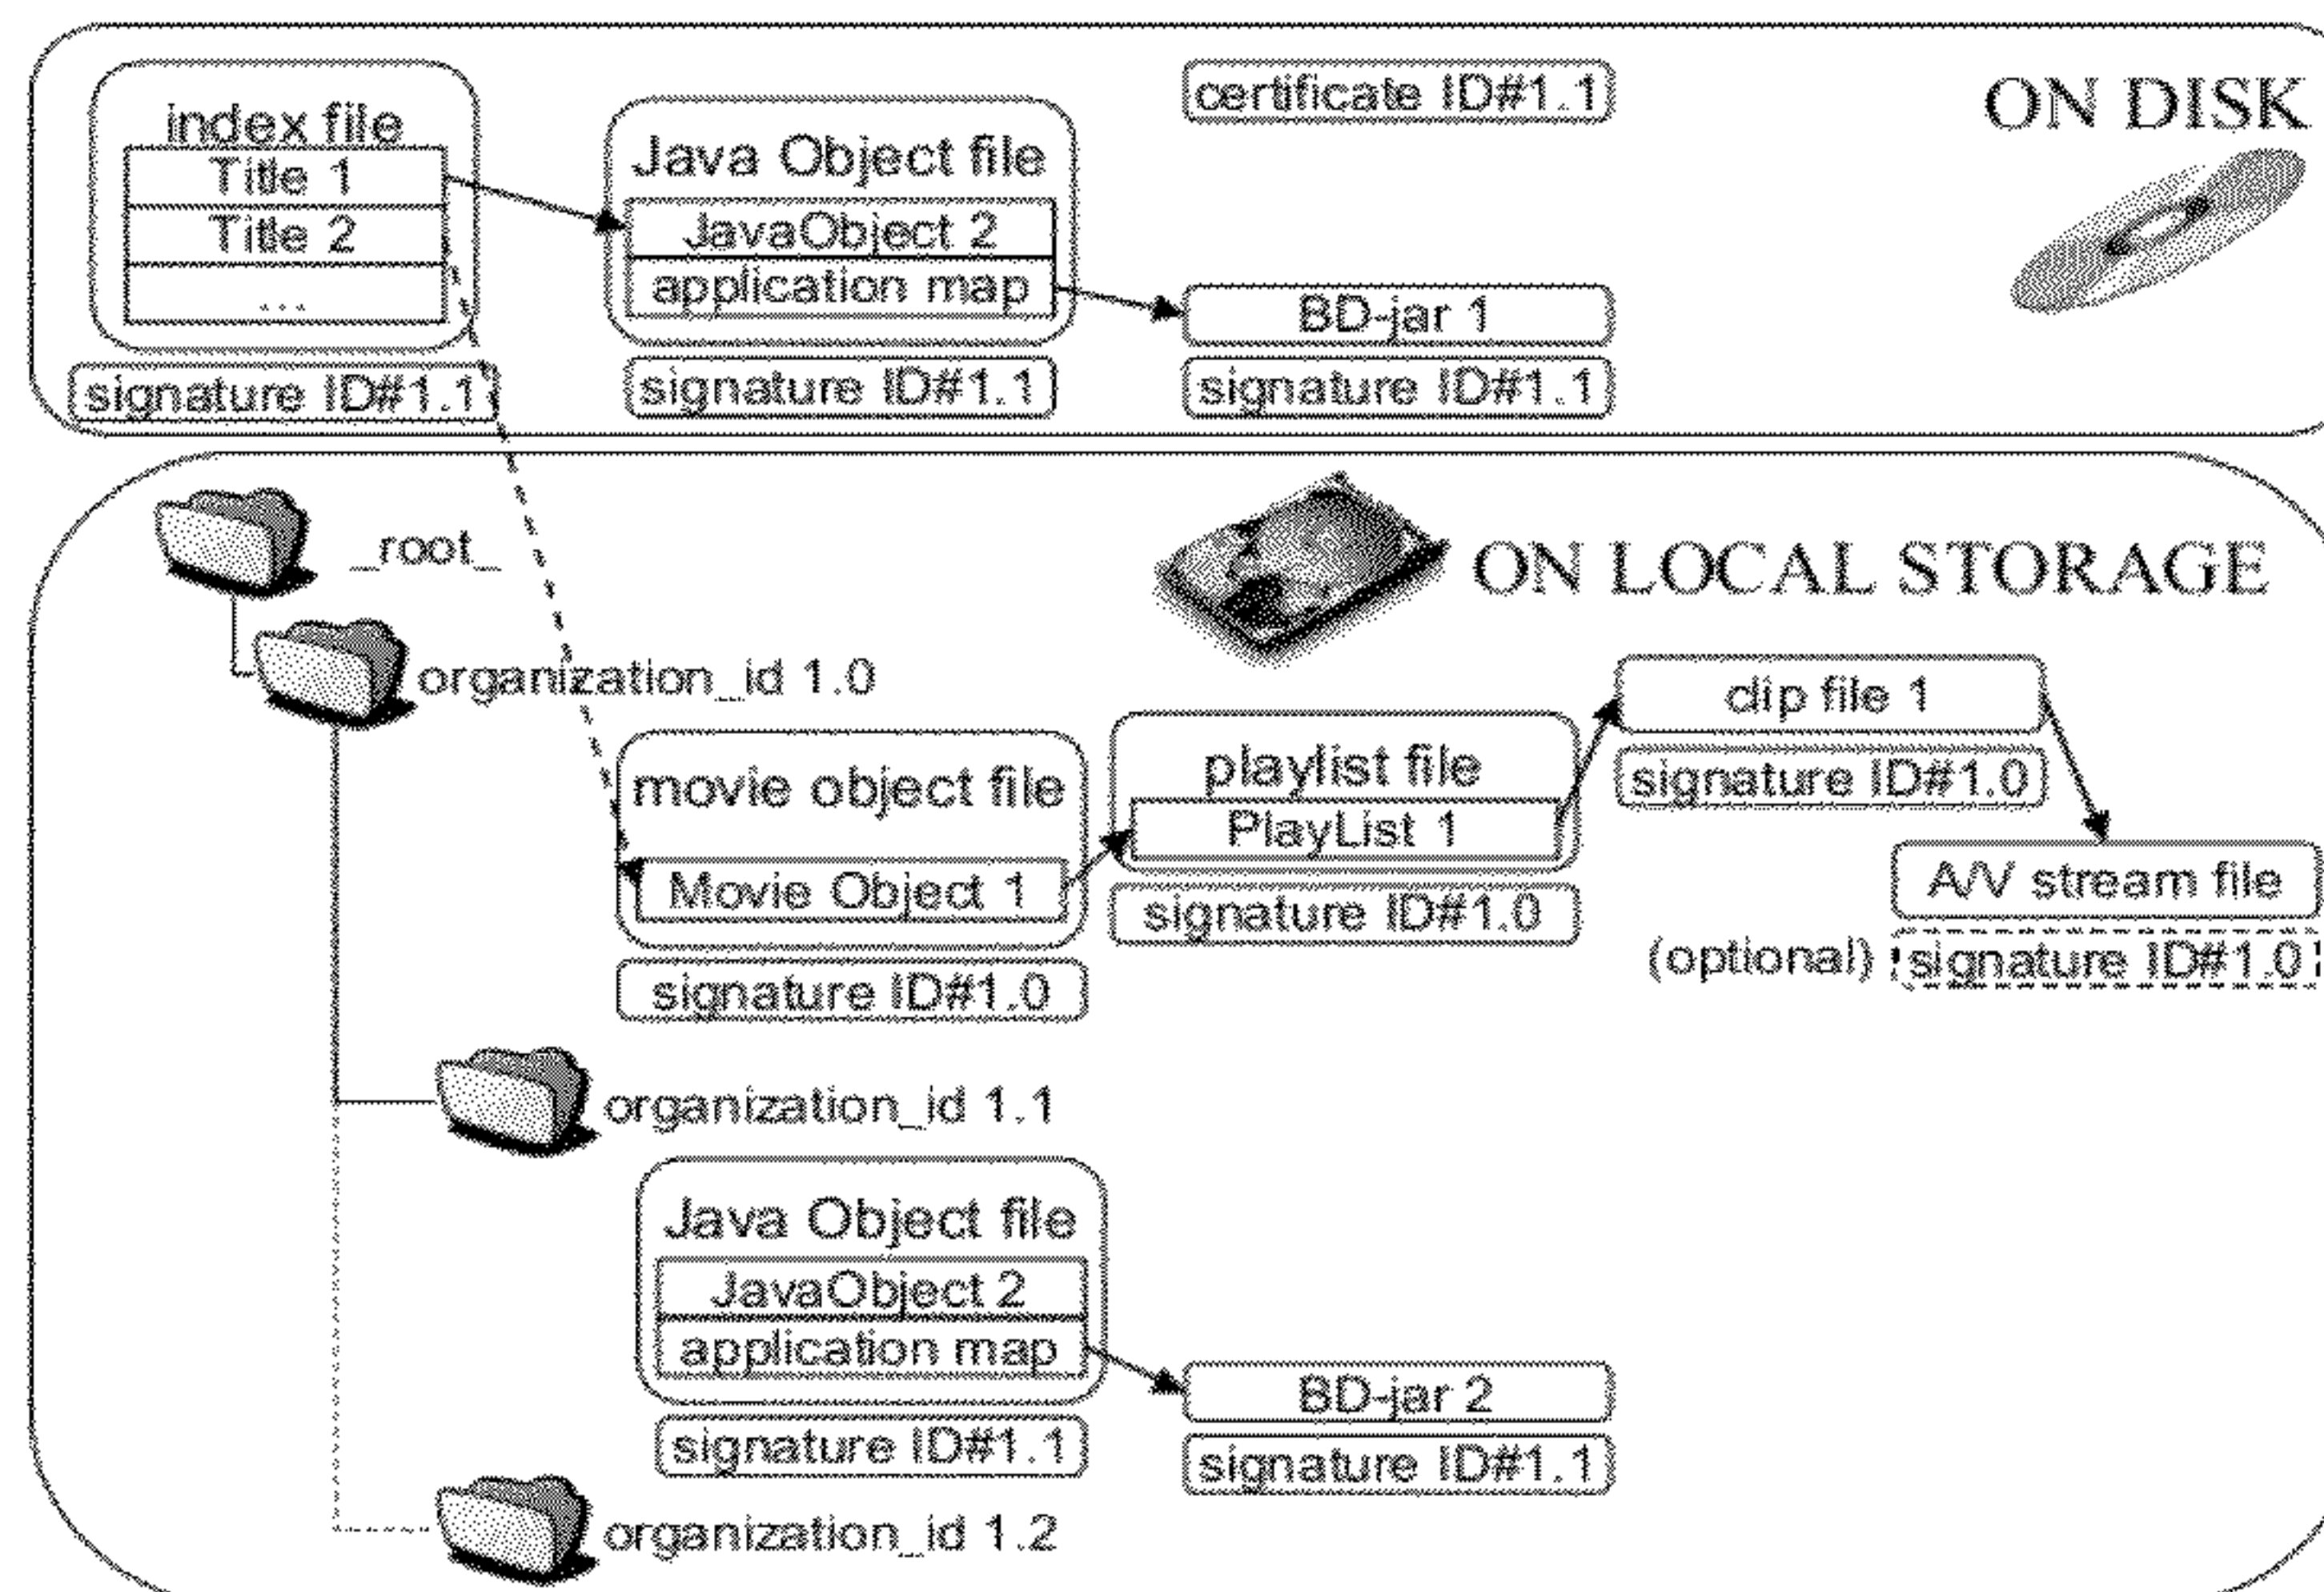 ON DISK
index file
Title 1
Title 2
...
signature ID#1.1
Java Object file
JavaObject 2
application map
signature ID#1.1
certificate ID#1.1
BD-jar 1
signature ID#1.1
ON LOCAL STORAGE
_root_
organization_id 1.0
movie object file
Movie Object 1
signature ID#1.0
playlist file
PlayList 1
signature ID#1.0
clip file 1
signature ID#1.0
A/V stream file
(optional) signature ID#1.0
organization_id 1.1
Java Object file
JavaObject 2
application map
signature ID#1.1
BD-jar 2
signature ID#1.1
organization_id 1.2